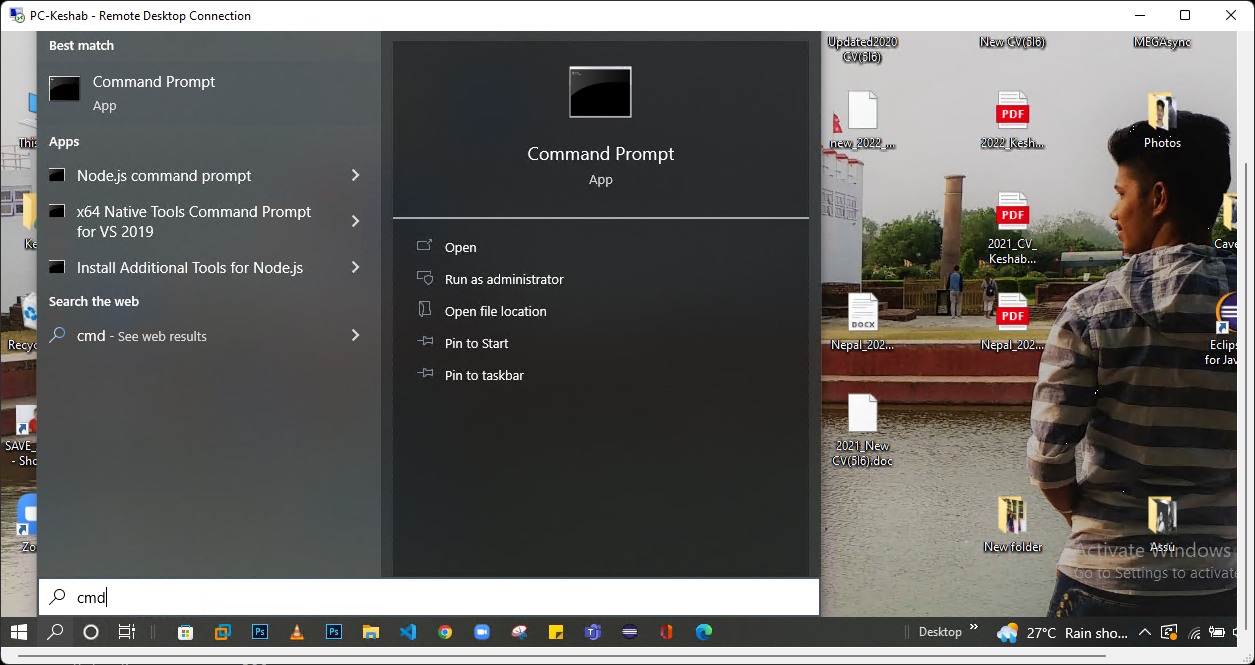 PC-Keshab - Remote Desktop Connection
Best match
Command Prompt
App
Apps
Node.js command prompt
x64 Native Tools Command Prompt
for VS 2019
Install Additional Tools for Node.js
Search the web
cmd - See web results
Command Prompt
App
Open
Run as administrator
Open file location
Pin to Start
Pin to taskbar
cmd
This
Ke
Recyc
SAVE_
- Sho
Zo
Updated2020
CV(5l6)
New CV(5l6)
MEGAsync
new_2022_...
PDF
2022_Kesh...
Photos
PDF
2021_CV_
Keshab...
Cave
DOCX
Nepal_202...
PDF
Nepal_202...
Eclips
for Jav
2021_New
CV(5l6).doc
New folder
Assu
Activate Windows
Go to Settings to activate
Ps
Ps
Desktop
27°C Rain sho...